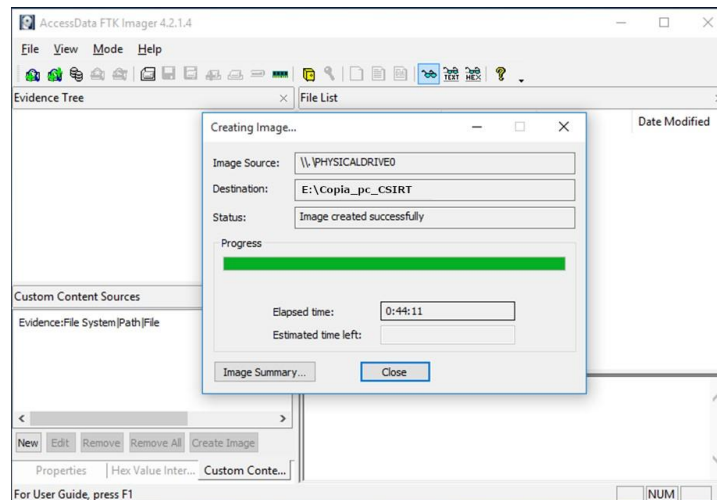 AccessData FTK Imager 4.2.1.4
File View Mode Help
TEXT HEX
Evidence Tree
File List
Date Modified
Creating Image...
Image Source: \\.\PHYSICALDRIVE0
Destination: E:\Copia_pc_CSIRT
Status: Image created successfully
Progress
Elapsed time: 0:44:11
Estimated time left:
Image Summary... Close
Custom Content Sources
Evidence:File System|Path|File
New Edit Remove Remove All Create Image
Properties Hex Value Inter... Custom Conte...
For User Guide, press F1
NUM